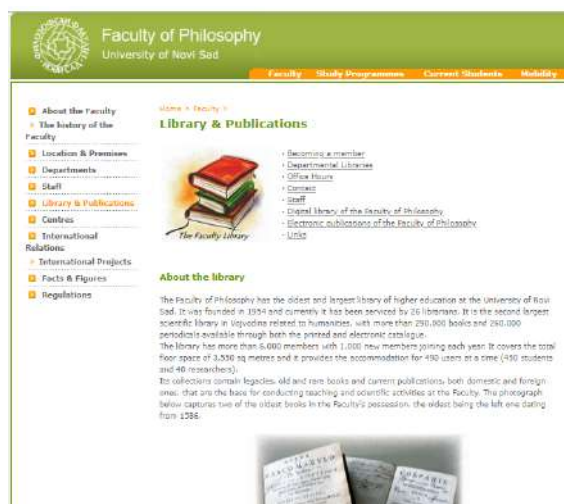 Faculty of Philosophy
University of Novi Sad
Faculty Study Programmes Current Students Mobility
About the Faculty
The history of the
Faculty
Location & Premises
Departments
Staff
Library & Publications
Centres
International
Relations
International Projects
Facts & Figures
Regulations
Home > Faculty >
Library & Publications
The Faculty Library
- Becoming a member
- Departmental Libraries
- Office Hours
- Contact
- Staff
- Digital library of the Faculty of Philosophy
- Electronic publications of the Faculty of Philosophy
- Links
About the library
The Faculty of Philosophy has the oldest and largest library of higher education at the University of Novi
Sad. It was founded in 1954 and currently it has been serviced by 26 librarians. It is the second largest
scientific library in Vojvodina related to humanities, with more than books and
periodicals available through both the printed and electronic catalogue.
The library has more than 6.000 members with 1.000 new members joining each year. It covers the total
floor space of 3.550 sq metres and it provides the accommodation for 490 users at a time (450 students
and 40 researchers).
Its collections contain legacies, old and rare books and current publications, both domestic and foreign
ones, that are the base for conducting teaching and scientific activities at the Faculty. The photograph
below captures two of the oldest books in the Faculty's possession, the oldest being the left one dating
from 1586.